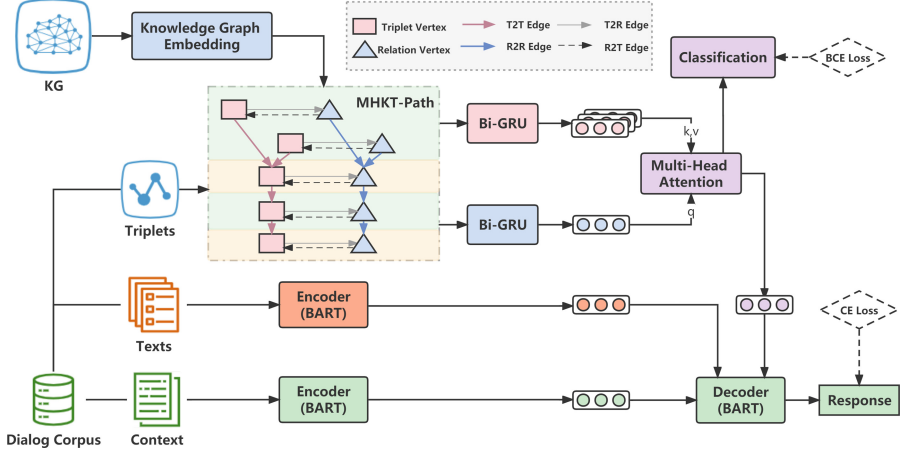 KG
Knowledge Graph
Embedding
Triplet Vertex
T2T Edge
T2R Edge
Relation Vertex
R2R Edge
R2T Edge
Classification
BCE Loss
MHKT-Path
Bi-GRU
k,v
Multi-Head
Attention
Triplets
Bi-GRU
q
Texts
Encoder
(BART)
CE Loss
Dialog Corpus
Context
Encoder
(BART)
Decoder
(BART)
Response